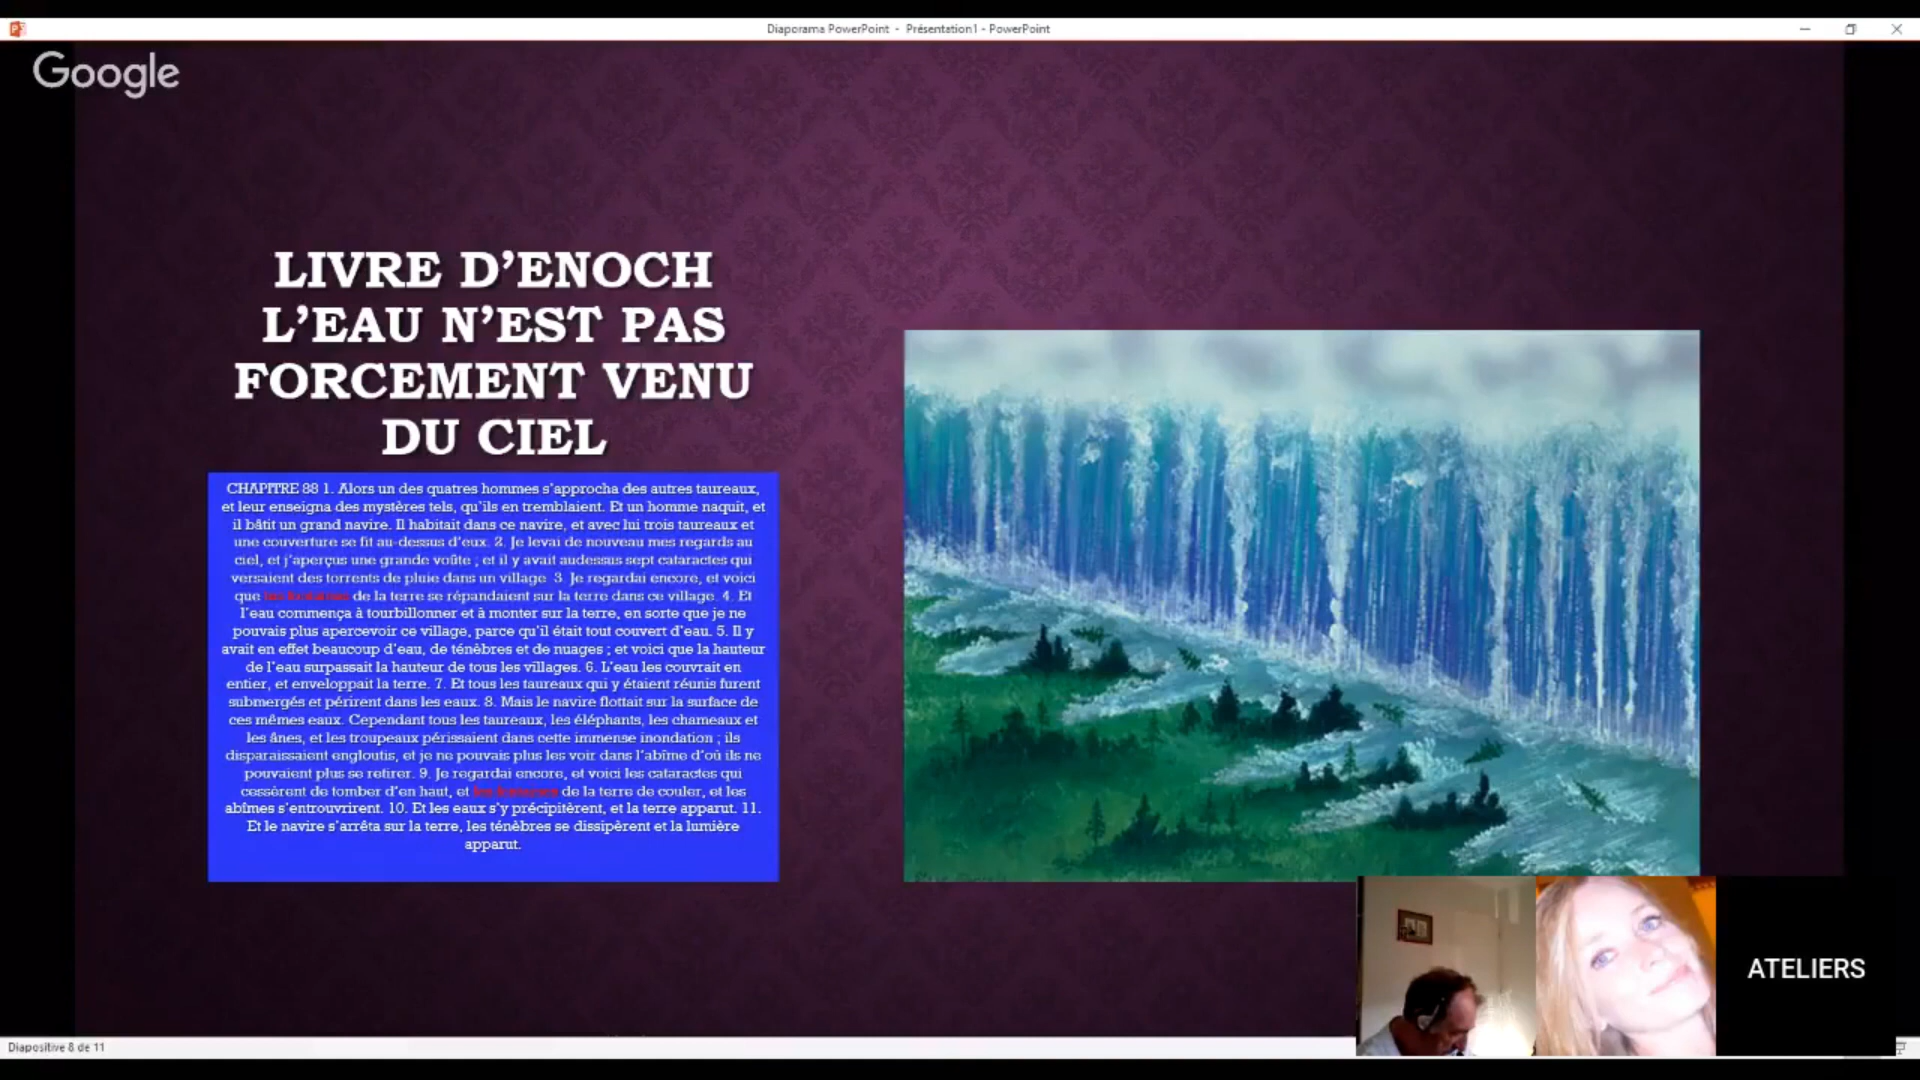 Diaporama PowerPoint - Présentation1 - PowerPoint
Google
LIVRE D'ENOCH
L'EAU N'EST PAS
FORCEMENT VENU
DU CIEL
CHAPITRE 88 1. Alors un des quatres hommes s'approcha des autres taureaux,
et leur enseigna des mystères tels, qu'ils en tremblaient. Et un homme naquit, et
il bâtit un grand navire. Il habitait dans ce navire, et avec lui trois taureaux et
une couverture se fit au-dessus d'eux. 2. Je levai de nouveau mes regards au
ciel, et j'aperçus une grande voûte ; et il y avait audessus sept cataractes qui
versaient des torrents de pluie dans un village. 3. Je regardai encore, et voici
que de la terre se répandaient sur la terre dans ce village. 4. Et
l'eau commença à tourbillonner et à monter sur la terre, en sorte que je ne
pouvais plus apercevoir ce village, parce qu'il était tout couvert d'eau. 5. Il y
avait en effet beaucoup d'eau, de ténèbres et de nuages ; et voici que la hauteur
de l'eau surpassait la hauteur de tous les villages. 6. L'eau les couvrait en
entier, et enveloppait la terre. 7. Et tous les taureaux qui y étaient réunis furent
submergés et périrent dans les eaux. 8. Mais le navire flottait sur la surface de
ces mêmes eaux. Cependant tous les taureaux, les éléphants, les chameaux et
les ânes, et les troupeaux périssaient dans cette immense inondation ; ils
disparaissaient engloutis, et je ne pouvais plus les voir dans l'abîme d'où ils ne
pouvaient plus se retirer. 9. Je regardai encore, et voici les cataractes qui
cessèrent de tomber d'en haut, et de la terre de couler, et les
abîmes s'entrouvrirent. 10. Et les eaux s'y précipitèrent, et la terre apparut. 11.
Et le navire s'arrêta sur la terre, les ténèbres se dissipèrent et la lumière
apparut.
ATELIERS
Diapositive 8 de 11